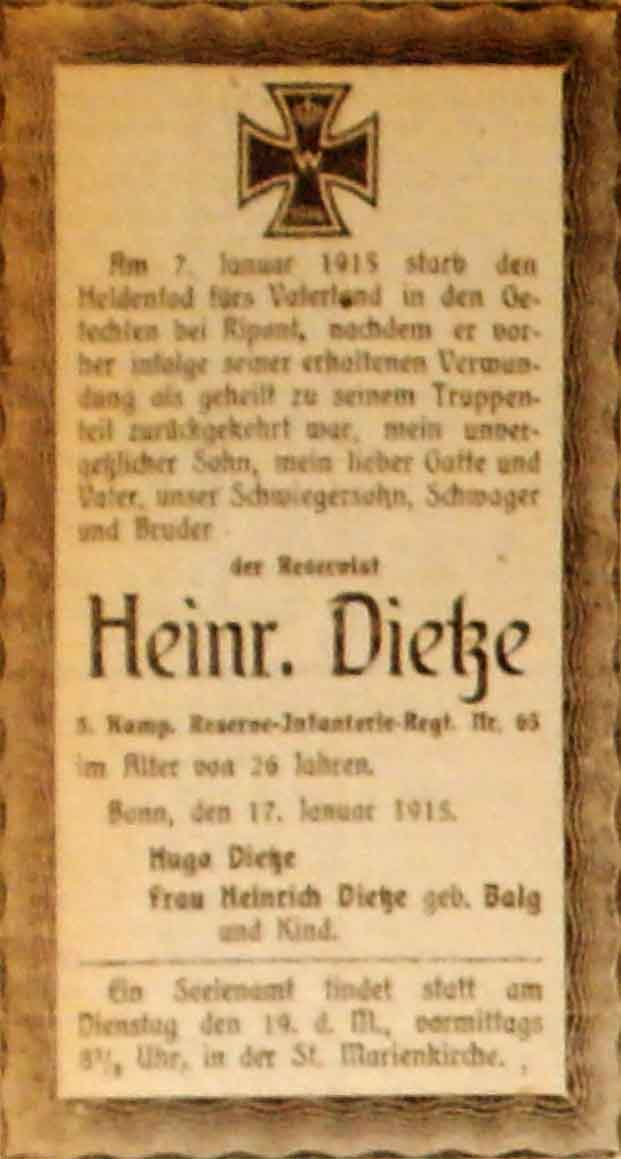 W
Am 7. Januar 1915 starb den
Heldentod fürs Vaterland in den Ge-
fechten bei Ripont, nachdem er vor-
her infolge seiner erhaltenen Verwun-
dung als geheilt zu seinem Truppen-
teil zurückgekehrt war, mein unver-
geßlicher Sohn, mein lieber Gatte und
Vater, unser Schwiegersohn, Schwager
und Bruder
der Reservist
Heinr. Dietze
Komp. Reserve-Infanterie-Regt. Nr. 65
im Alter von 26 Jahren.
Bonn, den 17. Januar 1915.
Hugo Dietze
Frau Heinrich Dietze geb. Balg
und Kind.
Ein Seelenamt findet statt am
Dienstag den 19. d. M., vormittags
Uhr, in der St. Marienkirche.